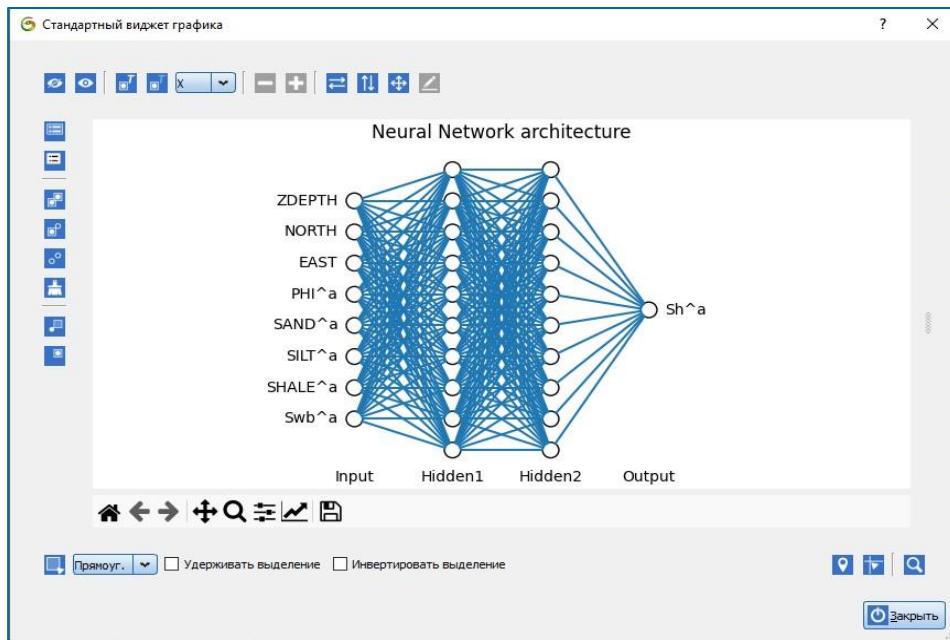 Стандартный виджет графика
?
X
Neural Network architecture
ZDEPTH
NORTH
EAST
PHI^a
SAND^a
SILT^a
SHALE^a
Swb^a
Sh^a
Input Hidden1 Hidden2 Output
Прямоуг. Удерживать выделение Инвертировать выделение
Закрыть